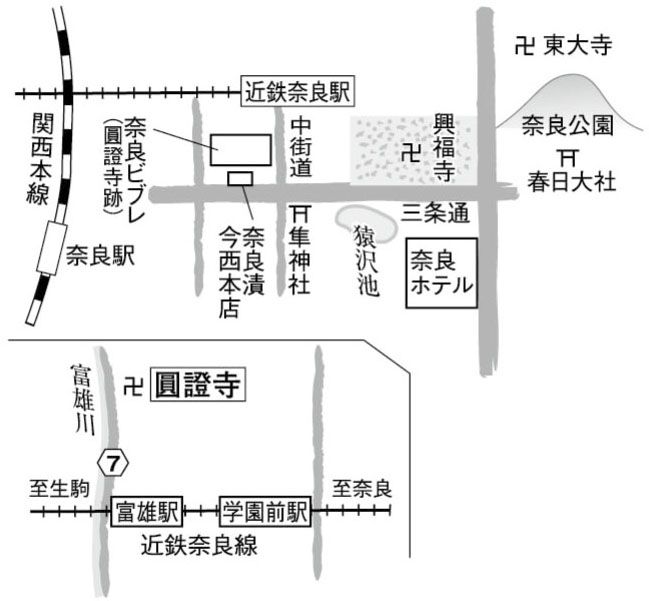 卍 東大寺
近鉄奈良駅
関西本線
奈良ビブレ
(圓證寺跡)
中街道
興福寺
卍
奈良公園
春日大社
三条通
奈良駅
奈良漬
今西本店
隼神社
猿沢池
奈良
ホテル
富雄川
卍 圓證寺
7
至生駒
至奈良
富雄駅
学園前駅
近鉄奈良線